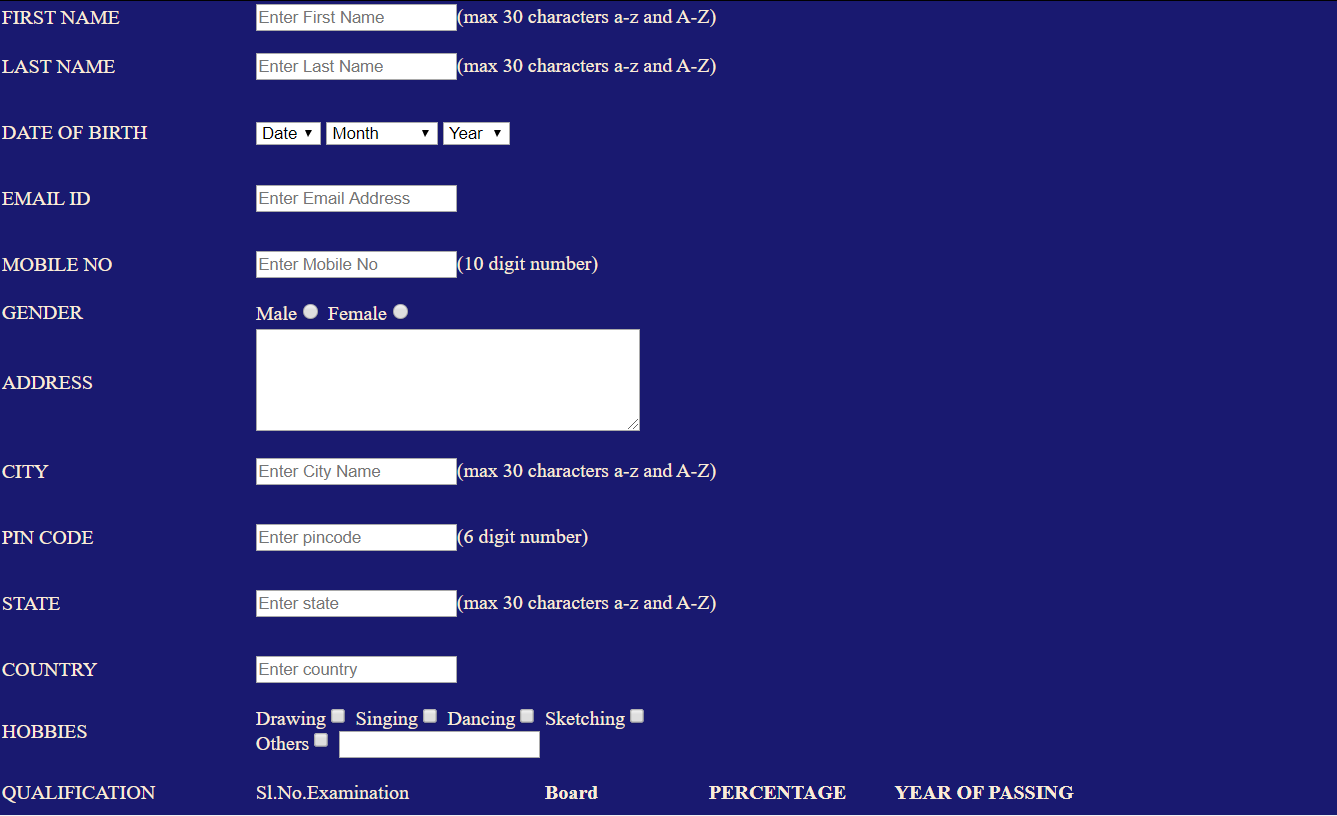 FIRST NAME Enter First Name (max 30 characters a-z and A-Z)
LAST NAME Enter Last Name (max 30 characters a-z and A-Z)
DATE OF BIRTH Date Month Year
EMAIL ID Enter Email Address
MOBILE NO Enter Mobile No (10 digit number)
GENDER Male Female
ADDRESS
CITY Enter City Name (max 30 characters a-z and A-Z)
PIN CODE Enter pincode (6 digit number)
STATE Enter state (max 30 characters a-z and A-Z)
COUNTRY Enter country
HOBBIES Drawing Singing Dancing Sketching
Others
QUALIFICATION Sl.No.Examination Board PERCENTAGE YEAR OF PASSING